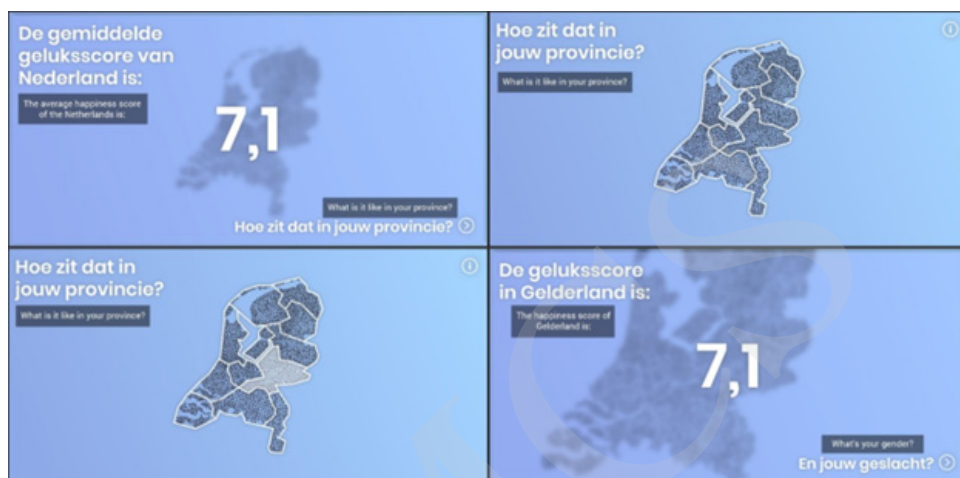 De gemiddelde
geluksscore van
Nederland is:
The average happiness score
of the Netherlands is:
7,1
What is it like in your province?
Hoe zit dat in jouw provincie?
Hoe zit dat in
jouw provincie?
What is it like in your province?
Hoe zit dat in
jouw provincie?
What is it like in your province?
De geluksscore
in Gelderland is:
The happiness score of
Gelderland is:
7,1
What's your gender?
En jouw geslacht?